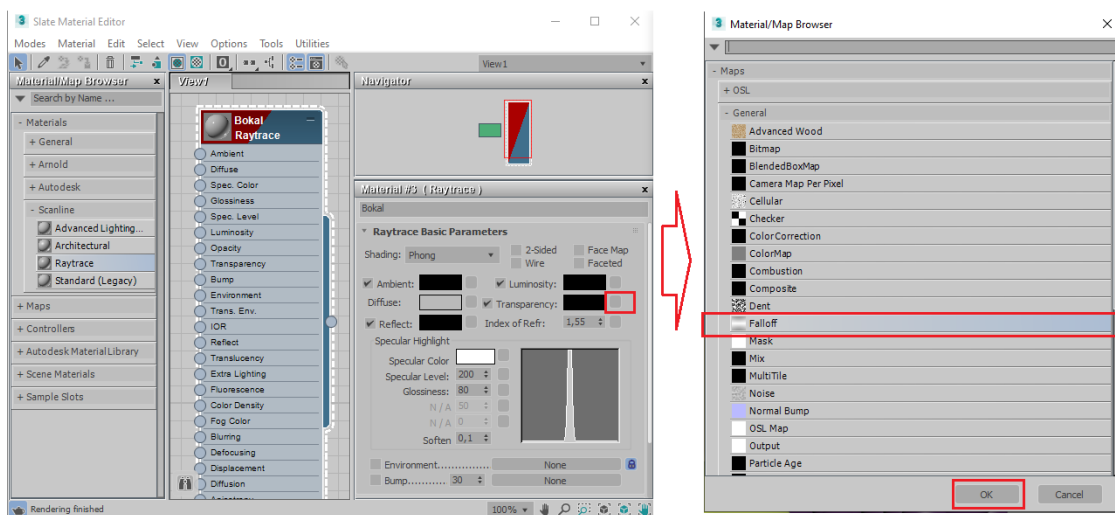 Slate Material Editor
Modes Material Edit Select View Options Tools Utilities
View1
Material/Map Browser x
Search by Name ...
- Materials
+ General
+ Arnold
+ Autodesk
- Scanline
Advanced Lighting...
Architectural
Raytrace
Standard (Legacy)
+ Maps
+ Controllers
+ Autodesk Material Library
+ Scene Materials
+ Sample Slots
View1
Bokal
Raytrace
Ambient
Diffuse
Spec. Color
Glossiness
Spec. Level
Luminosity
Opacity
Transparency
Bump
Environment
Trans. Env.
IOR
Reflect
Translucency
Extra Lighting
Fluorescence
Color Density
Fog Color
Blurring
Defocusing
Displacement
Diffusion
Navigator x
Material #3 ( Raytrace ) x
Bokal
Raytrace Basic Parameters
Shading: Phong 2-Sided Face Map
Wire Faceted
Ambient: Luminosity:
Diffuse: Transparency:
Reflect: Index of Refr: 1,55
Specular Highlight
Specular Color
Specular Level: 200
Glossiness: 80
N / A 50
N / A 0
Soften 0,1
Environment............... None
Bump........... 30 None
Rendering finished
100%
3 Material/Map Browser
- Maps
+ OSL
- General
Advanced Wood
Bitmap
BlendedBoxMap
Camera Map Per Pixel
Cellular
Checker
ColorCorrection
ColorMap
Combustion
Composite
Dent
Falloff
Mask
Mix
MultiTile
Noise
Normal Bump
OSL Map
Output
Particle Age
OK Cancel